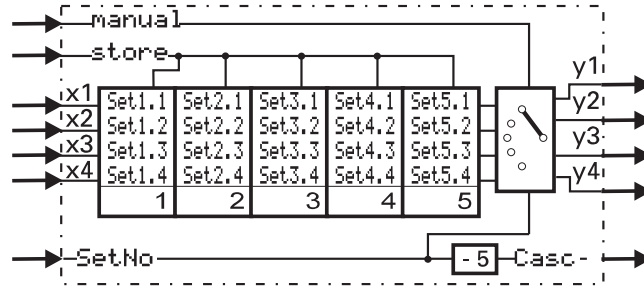 manual
store
y1
x1 Set1.1 Set2.1 Set3.1 Set4.1 Set5.1
y2
x2 Set1.2 Set2.2 Set3.2 Set4.2 Set5.2
y3
x3 Set1.3 Set2.3 Set3.3 Set4.3 Set5.3
x4 Set1.4 Set2.4 Set3.4 Set4.4 Set5.4
y4
1 2 3 4 5
SetNo - 5 Casc-